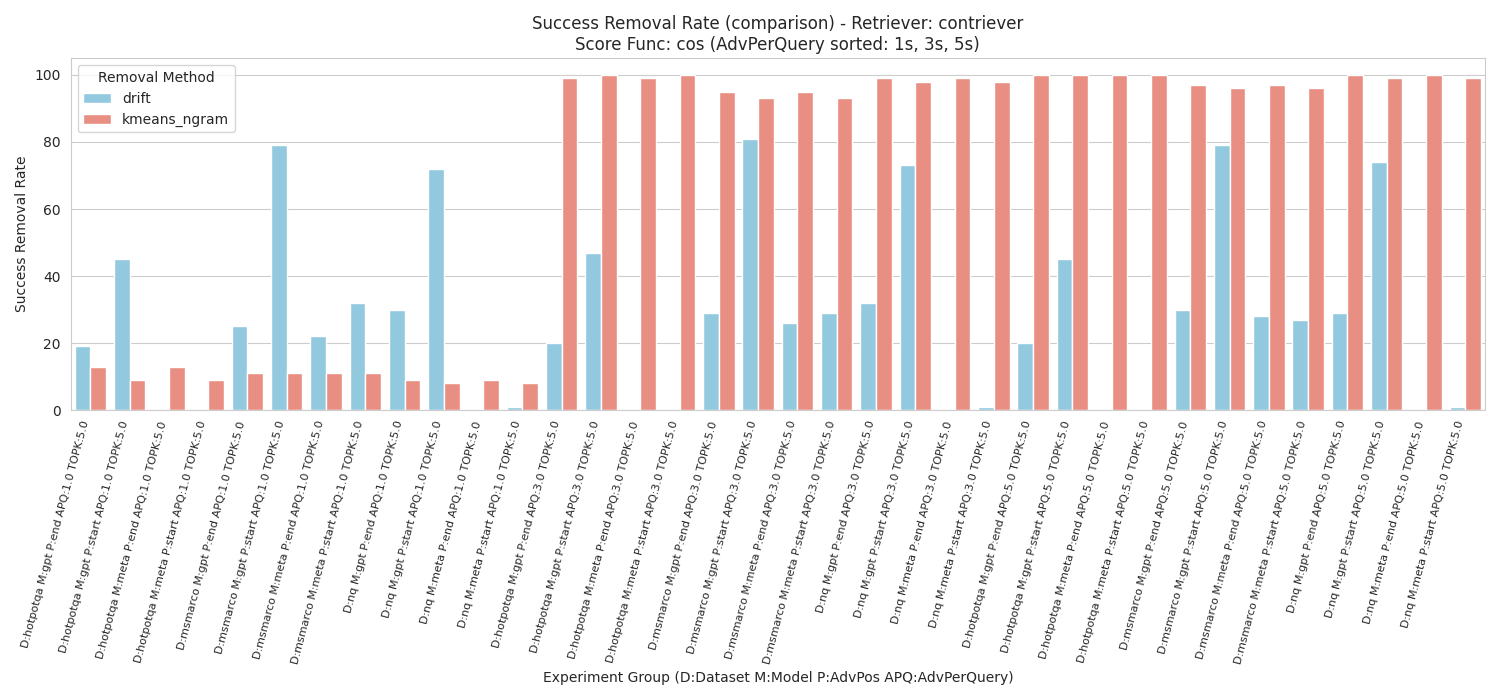 Success Removal Rate (comparison) - Retriever: contriever
Score Func: cos (AdvPerQuery sorted: 1s, 3s, 5s)
Removal Method
drift
kmeans_ngram
Success Removal Rate
100
80
60
40
20
0
D:hotpotqa M:gpt P:end APQ:1.0 TOPK:5.0
D:hotpotqa M:gpt P:start APQ:1.0 TOPK:5.0
D:hotpotqa M:meta P:end APQ:1.0 TOPK:5.0
D:hotpotqa M:meta P:start APQ:1.0 TOPK:5.0
D:msmarco M:gpt P:end APQ:1.0 TOPK:5.0
D:msmarco M:gpt P:start APQ:1.0 TOPK:5.0
D:msmarco M:meta P:end APQ:1.0 TOPK:5.0
D:msmarco M:meta P:start APQ:1.0 TOPK:5.0
D:nq M:gpt P:end APQ:1.0 TOPK:5.0
D:nq M:gpt P:start APQ:1.0 TOPK:5.0
D:nq M:meta P:end APQ:1.0 TOPK:5.0
D:nq M:meta P:start APQ:1.0 TOPK:5.0
D:hotpotqa M:gpt P:end APQ:3.0 TOPK:5.0
D:hotpotqa M:gpt P:start APQ:3.0 TOPK:5.0
D:hotpotqa M:meta P:end APQ:3.0 TOPK:5.0
D:hotpotqa M:meta P:start APQ:3.0 TOPK:5.0
D:msmarco M:gpt P:end APQ:3.0 TOPK:5.0
D:msmarco M:gpt P:start APQ:3.0 TOPK:5.0
D:msmarco M:meta P:end APQ:3.0 TOPK:5.0
D:msmarco M:meta P:start APQ:3.0 TOPK:5.0
D:nq M:gpt P:end APQ:3.0 TOPK:5.0
D:nq M:gpt P:start APQ:3.0 TOPK:5.0
D:nq M:meta P:end APQ:3.0 TOPK:5.0
D:nq M:meta P:start APQ:3.0 TOPK:5.0
D:hotpotqa M:gpt P:end APQ:5.0 TOPK:5.0
D:hotpotqa M:gpt P:start APQ:5.0 TOPK:5.0
D:hotpotqa M:meta P:end APQ:5.0 TOPK:5.0
D:hotpotqa M:meta P:start APQ:5.0 TOPK:5.0
D:msmarco M:gpt P:end APQ:5.0 TOPK:5.0
D:msmarco M:gpt P:start APQ:5.0 TOPK:5.0
D:msmarco M:meta P:end APQ:5.0 TOPK:5.0
D:msmarco M:meta P:start APQ:5.0 TOPK:5.0
D:nq M:gpt P:end APQ:5.0 TOPK:5.0
D:nq M:gpt P:start APQ:5.0 TOPK:5.0
D:nq M:meta P:end APQ:5.0 TOPK:5.0
D:nq M:meta P:start APQ:5.0 TOPK:5.0
Experiment Group (D:Dataset M:Model P:AdvPos APQ:AdvPerQuery)